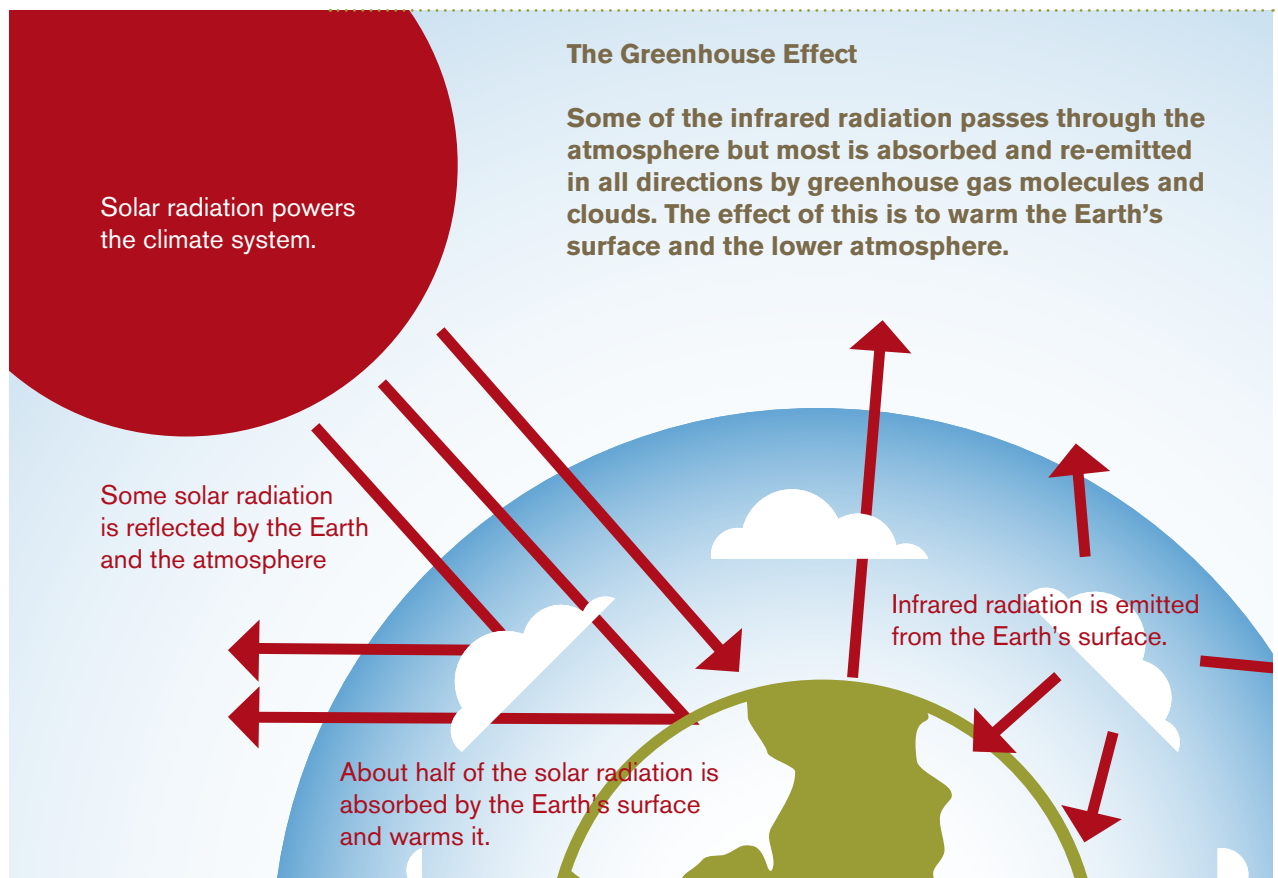 The Greenhouse Effect
Some of the infrared radiation passes through the
atmosphere but most is absorbed and re-emitted
in all directions by greenhouse gas molecules and
clouds. The effect of this is to warm the Earth’s
surface and the lower atmosphere.
Solar radiation powers
the climate system.
Some solar radiation
is reflected by the Earth
and the atmosphere
Infrared radiation is emitted
from the Earth’s surface.
About half of the solar radiation is
absorbed by the Earth’s surface
and warms it.